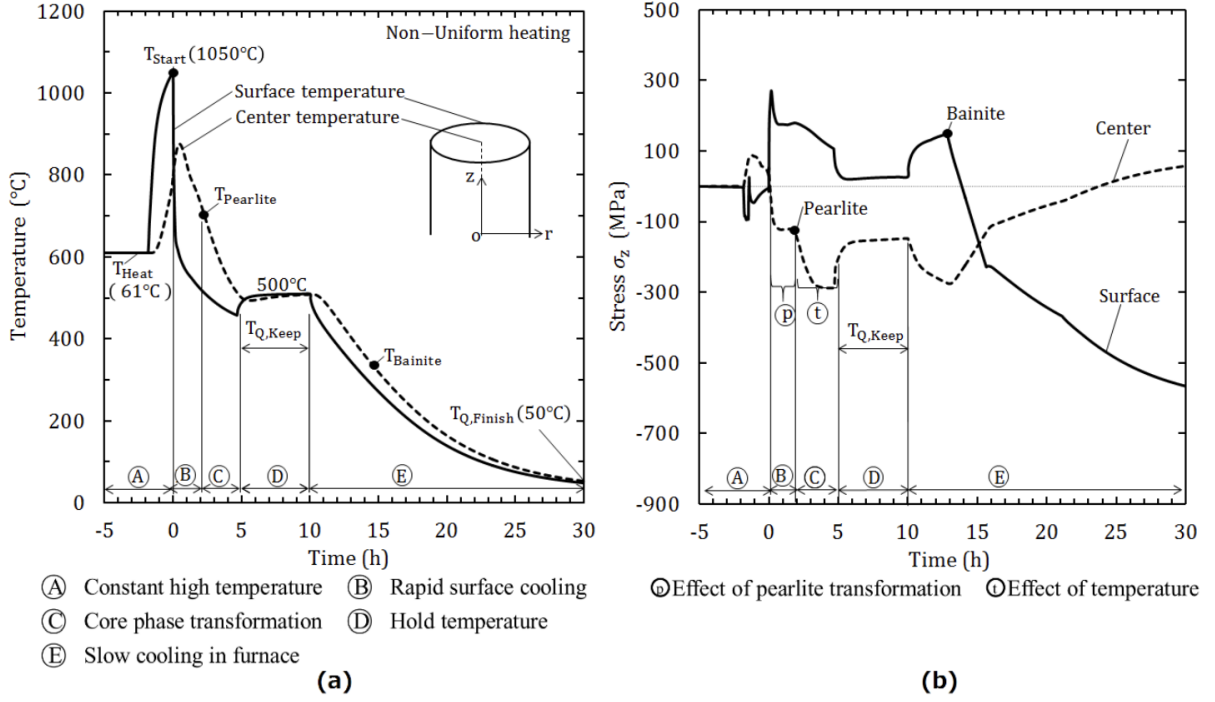 Non−Uniform heating
T_Start (1050℃)
Surface temperature
Center temperature
T_Pearlite
T_Heat
( 61℃)
500℃
T_Q,Keep
T_Bainite
T_Q,Finish (50℃)
z
o
r
Temperature (℃)
1200
1000
800
600
400
200
0
Ⓐ Ⓑ Ⓒ Ⓓ Ⓔ
-5 0 5 10 15 20 25 30
Time (h)
Ⓐ Constant high temperature Ⓑ Rapid surface cooling
Ⓒ Core phase transformation Ⓓ Hold temperature
Ⓔ Slow cooling in furnace
(a)
Stress σ_z (MPa)
500
300
100
-100
-300
-500
-700
-900
Bainite
Center
Pearlite
ⓟ ⓣ
Surface
T_Q,Keep
Ⓐ Ⓑ Ⓒ Ⓓ Ⓔ
-5 0 5 10 15 20 25 30
Time (h)
ⓟEffect of pearlite transformation ⓣEffect of temperature
(b)